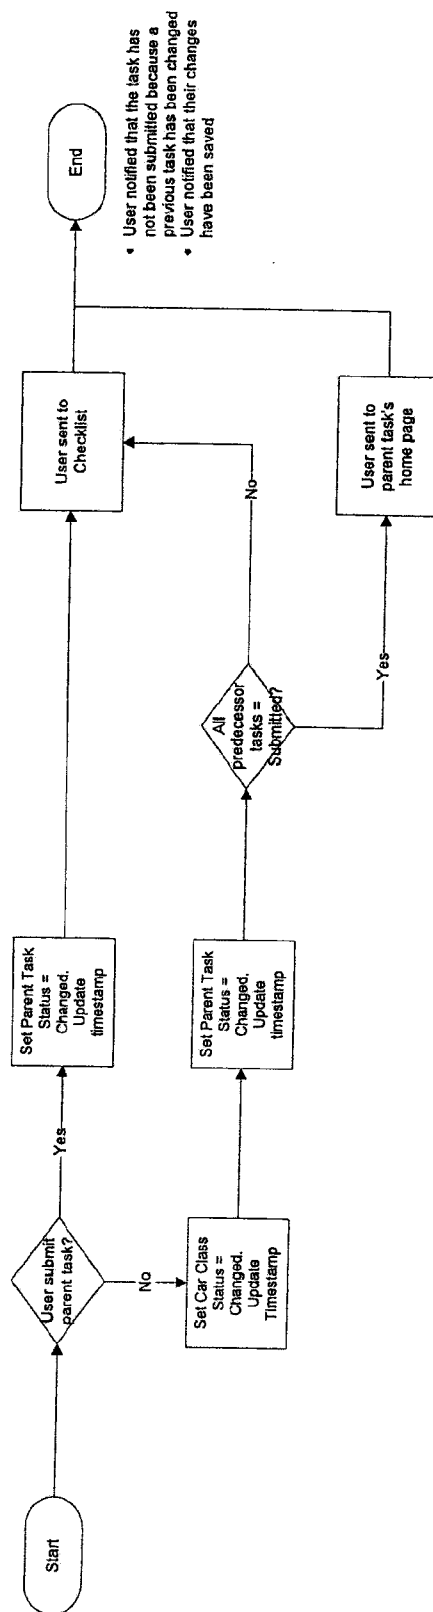 Start
User submit
parent task?
Yes
No
Set Parent Task
Status =
Changed.
Update
timestamp
Set Car Class
Status =
Changed.
Update
Timestamp
Set Parent Task
Status =
Changed,
Update
timestamp
All
predecessor
tasks =
Submitted?
No
Yes
User sent to
Checklist
User sent to
parent task's
home page
End
• User notified that the task has
not been submitted because a
previous task has been changed
• User notified that their changes
have been saved